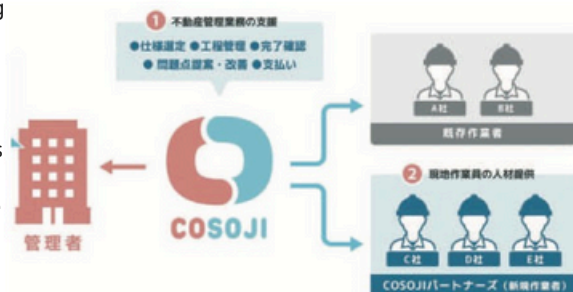 g
s
1 不動産管理業務の支援
●仕様選定 ●工程管理 ●完了確認
●問題点提案・改善 ●支払い
管理者
COSOJI
A社
B社
既存作業者
2 現地作業員の人材提供
C社
D社
E社
COSOJIパートナーズ（新規作業者）